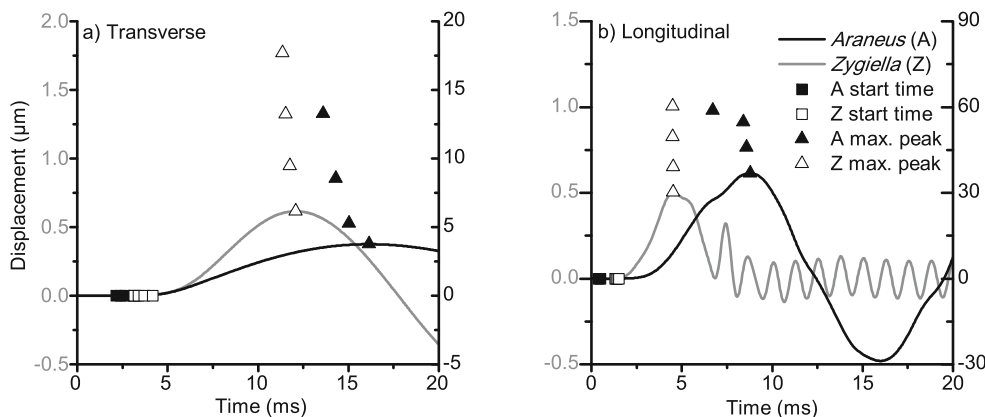 a) Transverse
2.0
1.5
1.0
0.5
0.0
-0.5
Displacement (µm)
20
15
10
5
0
-5
0 5 10 15 20
Time (ms)
b) Longitudinal
1.5
1.0
0.5
0.0
-0.5
90
60
30
0
-30
Araneus (A)
Zygiella (Z)
A start time
Z start time
A max. peak
Z max. peak
0 5 10 15 20
Time (ms)